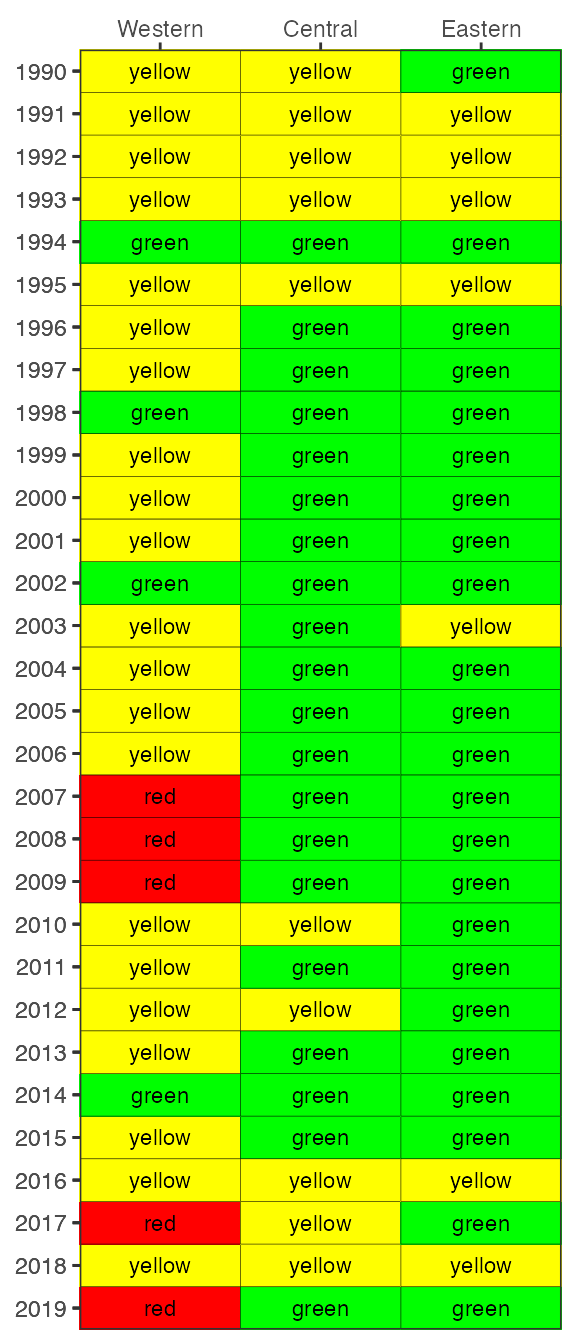 Western Central Eastern
1990 yellow yellow green
1991 yellow yellow yellow
1992 yellow yellow yellow
1993 yellow yellow yellow
1994 green green green
1995 yellow yellow yellow
1996 yellow green green
1997 yellow green green
1998 green green green
1999 yellow green green
2000 yellow green green
2001 yellow green green
2002 green green green
2003 yellow green yellow
2004 yellow green green
2005 yellow green green
2006 yellow green green
2007 red green green
2008 red green green
2009 red green green
2010 yellow yellow green
2011 yellow green green
2012 yellow yellow green
2013 yellow green green
2014 green green green
2015 yellow green green
2016 yellow yellow yellow
2017 red yellow green
2018 yellow yellow yellow
2019 red green green